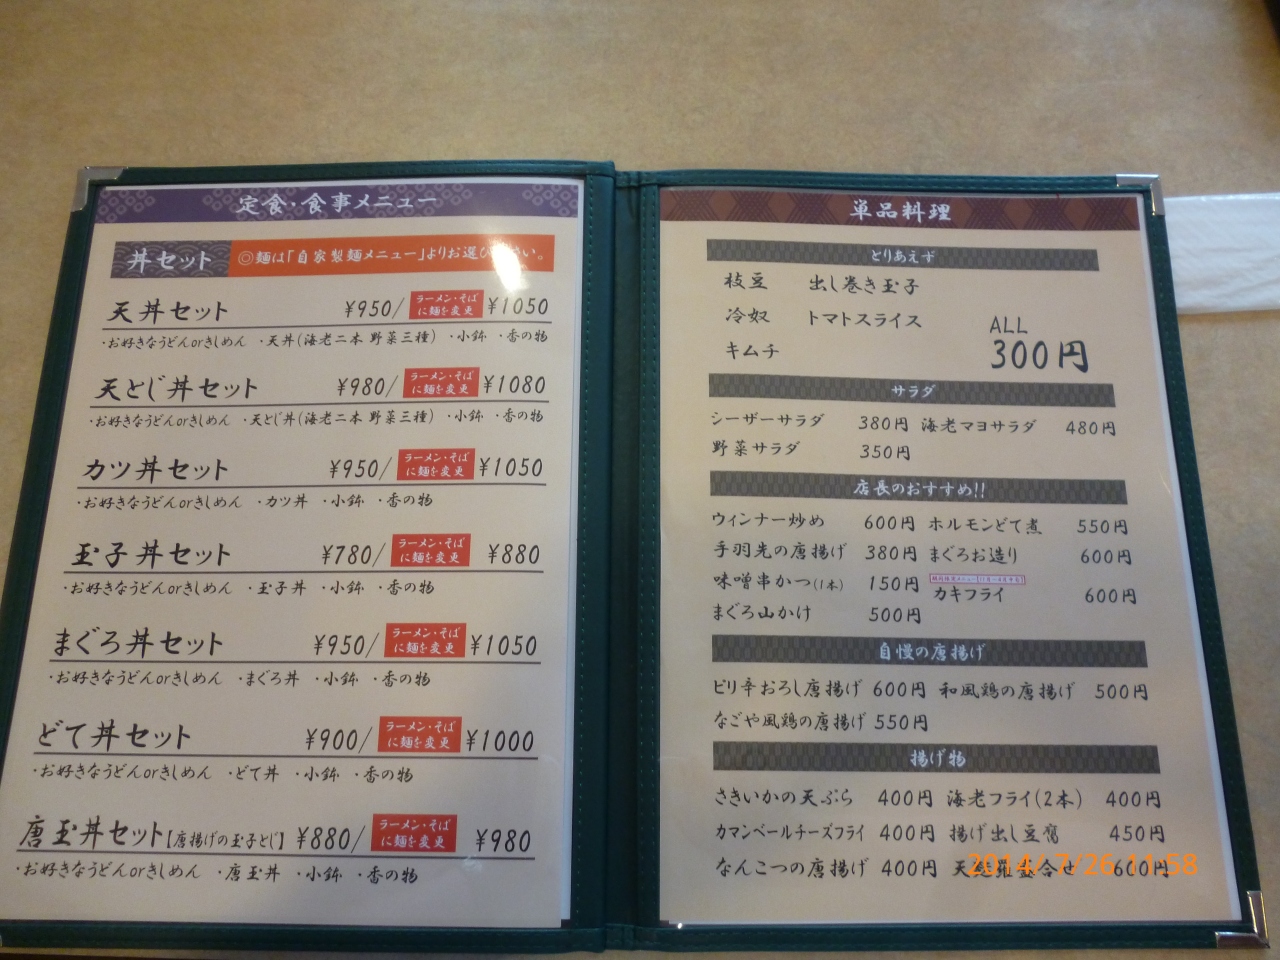 定食・食事メニュー
丼セット ◎麺は「自家製麺メニュー」よりお選び さい。
天丼セット ¥950/ ラーメン・そばに麺を変更 ¥1050
・お好きなうどんorきしめん ・天丼(海老二本 野菜三種) ・小鉢 ・香の物
天とじ丼セット ¥980/ ラーメン・そばに麺を変更 ¥1080
・お好きなうどんorきしめん ・天とじ丼(海老二本 野菜三種) ・小鉢 ・香の物
カツ丼セット ¥950/ ラーメン・そばに麺を変更 ¥1050
・お好きなうどんorきしめん ・カツ丼 ・小鉢 ・香の物
玉子丼セット ¥780/ ラーメン・そばに麺を変更 ¥880
・お好きなうどんorきしめん ・玉子丼 ・小鉢 ・香の物
まぐろ丼セット ¥950/ ラーメン・そばに麺を変更 ¥1050
・お好きなうどんorきしめん ・まぐろ丼 ・小鉢 ・香の物
どて丼セット ¥900/ ラーメン・そばに麺を変更 ¥1000
・お好きなうどんorきしめん ・どて丼 ・小鉢 ・香の物
唐玉丼セット【唐揚げの玉子とじ】 ¥880/ ラーメン・そばに麺を変更 ¥980
・お好きなうどんorきしめん ・唐玉丼 ・小鉢 ・香の物
単品料理
とりあえず
枝豆 出し巻き玉子
冷奴 トマトスライス
キムチ
ALL
300円
サラダ
シーザーサラダ 380円 海老マヨサラダ 480円
野菜サラダ 350円
店長のおすすめ!!
ウィンナー炒め 600円 ホルモンどて煮 550円
手羽先の唐揚げ 380円 まぐろお造り 600円
味噌串かつ(1本) 150円 カキフライ 600円
まぐろ山かけ 500円
自慢の唐揚げ
ピリ辛おろし唐揚げ 600円 和風鶏の唐揚げ 500円
なごや風鶏の唐揚げ 550円
揚げ物
さきいかの天ぷら 400円 海老フライ(2本) 400円
カマンベールチーズフライ 400円 揚げ出し豆腐 450円
なんこつの唐揚げ 400円 天婦羅盛合せ 600円
2014/ 7/26 11:58